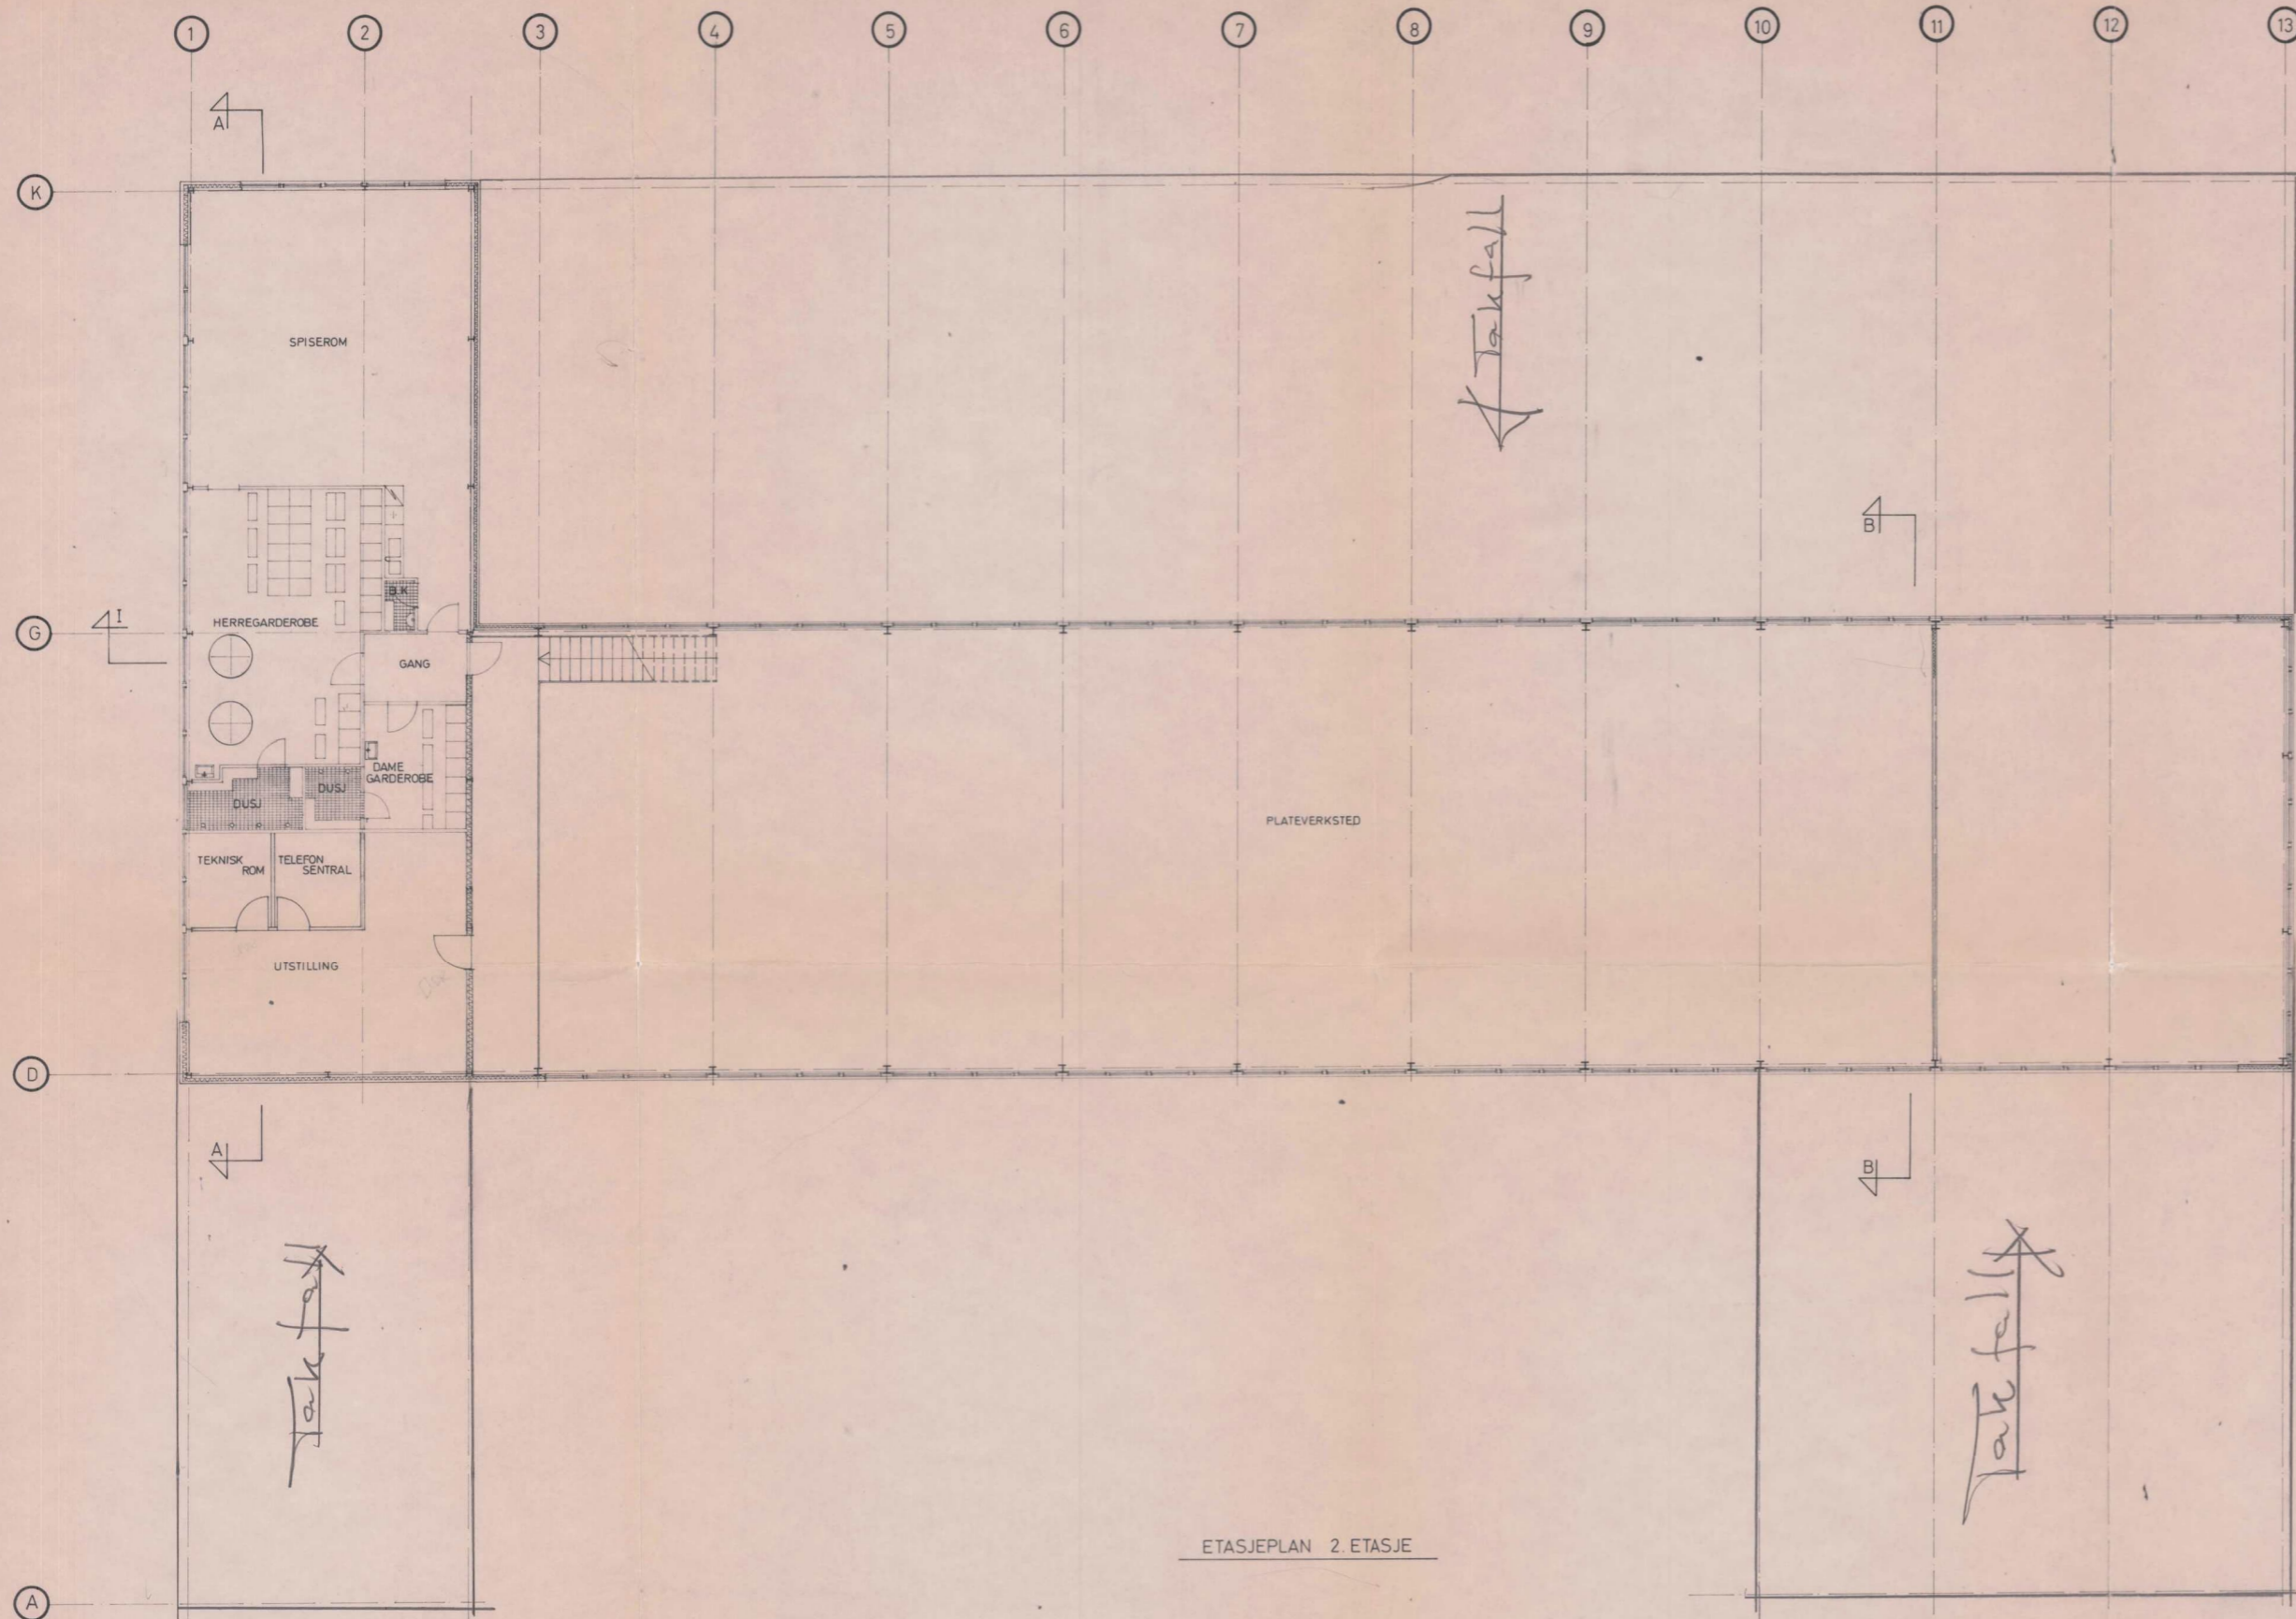 1 2 3 4 5 6 7 8 9 10 11 12 13
A
K
Takfall
SPISEROM
B
BK
I
HERREGARDEROBE
G
GANG
DAME
GARDEROBE
DUSJ
DUSJ
PLATEVERKSTED
TEKNISK
ROM
TELEFON
SENTRAL
UTSTILLING
D
A
B
Takfall
Takfall
ETASJEPLAN 2. ETASJE
A